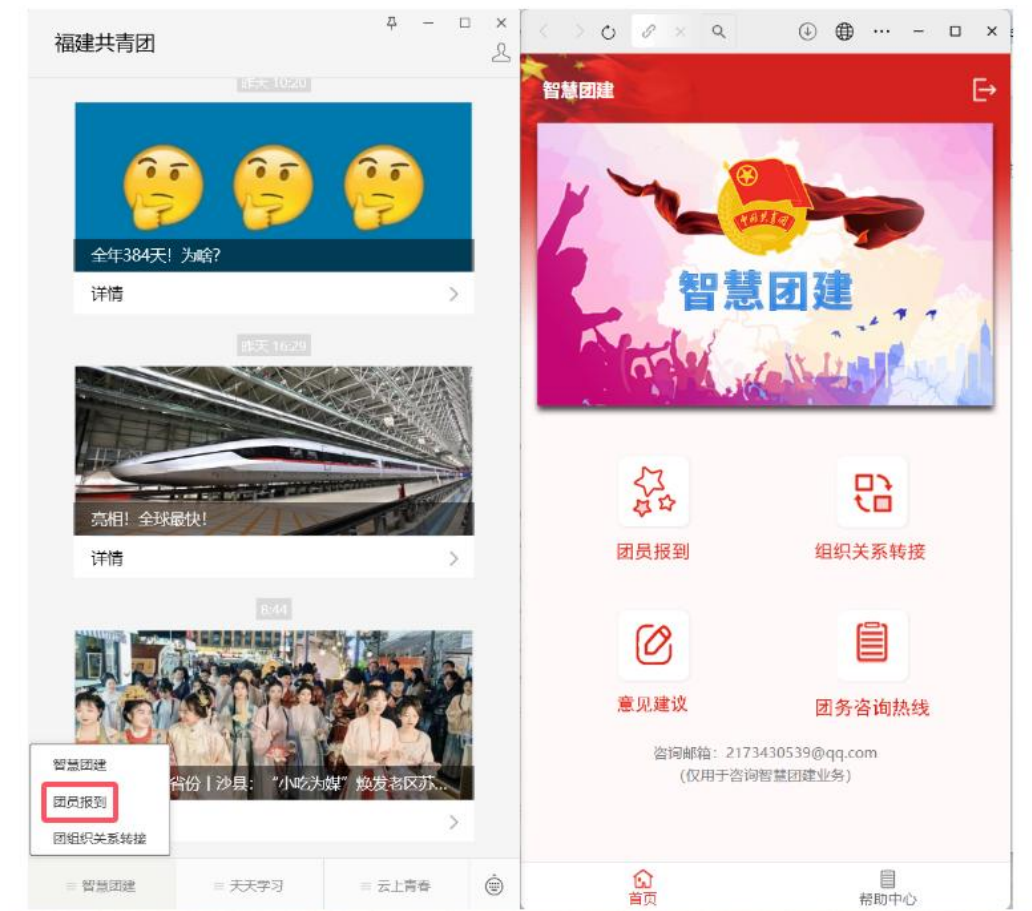 福建共青团
昨天 10:20
全年384天！为啥？
详情
昨天 16:29
亮相！全球最快！
详情
8:44
省份丨沙县：“小吃为媒”焕发老区苏...
智慧团建
团员报到
团组织关系转接
智慧团建
天天学习
云上青春
智慧团建
中国共青团
智慧团建
团员报到
组织关系转接
意见建议
团务咨询热线
咨询邮箱：2173430539@qq.com
(仅用于咨询智慧团建业务)
首页
帮助中心